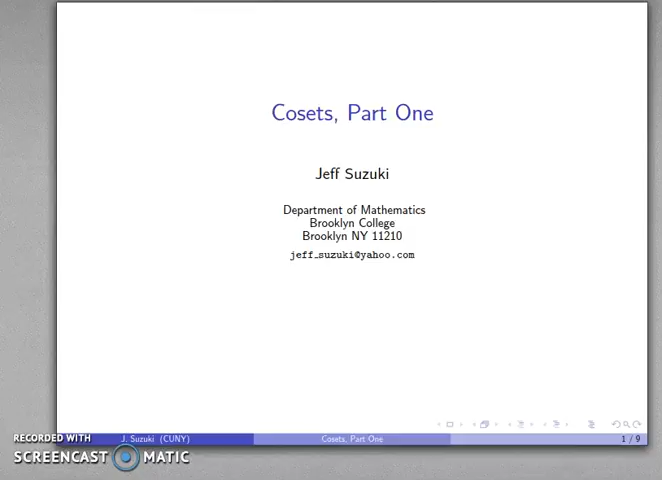 Cosets, Part One
Jeff Suzuki
Department of Mathematics
Brooklyn College
Brooklyn NY 11210
jeff_suzuki@yahoo.com
J. Suzuki (CUNY)
Cosets, Part One
1 / 9
RECORDED WITH
SCREENCAST MATIC